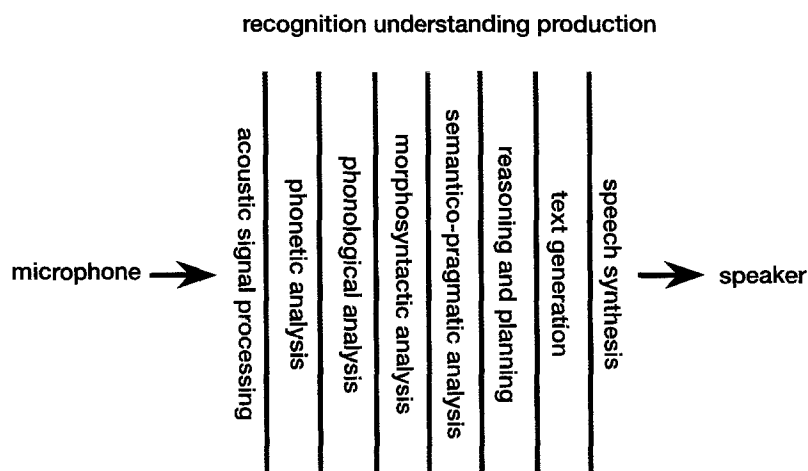 recognition understanding production
microphone
acoustic signal processing
phonetic analysis
phonological analysis
morphosyntactic analysis
semantico-pragmatic analysis
reasoning and planning
text generation
speech synthesis
speaker